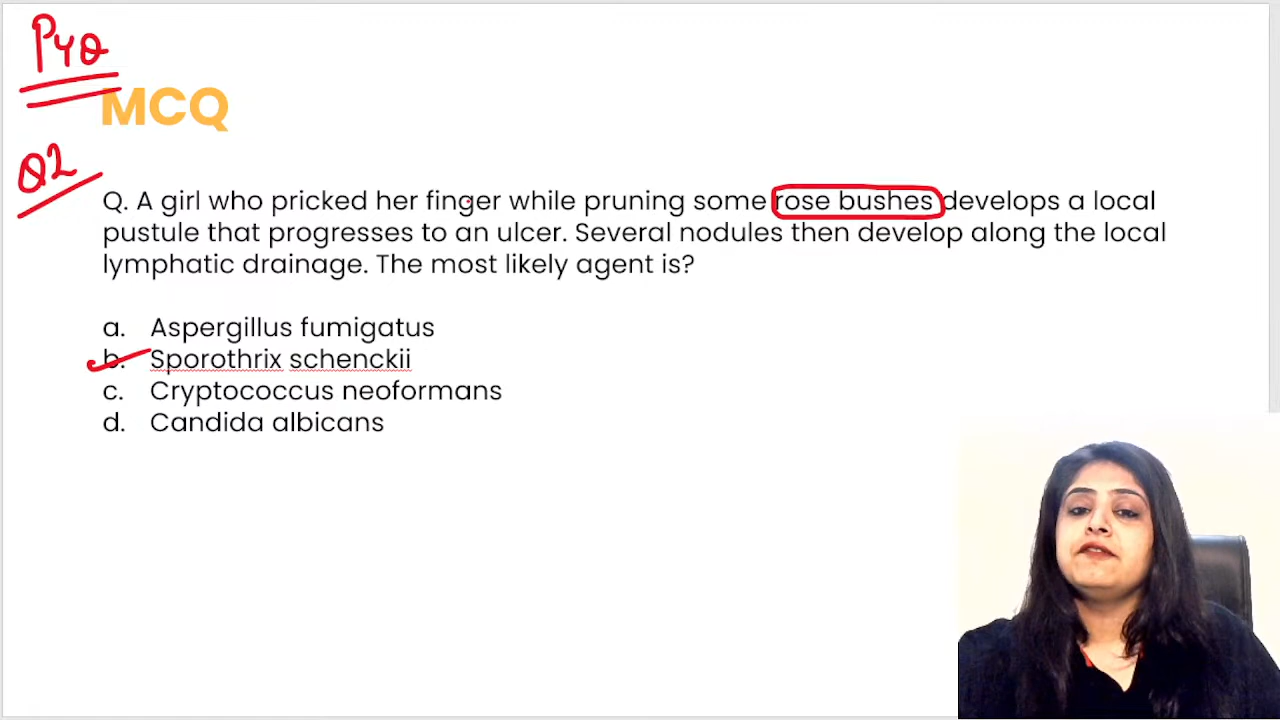 PYQ
MCQ
Q2
Q. A girl who pricked her finger while pruning some rose bushes develops a local
pustule that progresses to an ulcer. Several nodules then develop along the local
lymphatic drainage. The most likely agent is?
a. Aspergillus fumigatus
b. Sporothrix schenckii
c. Cryptococcus neoformans
d. Candida albicans